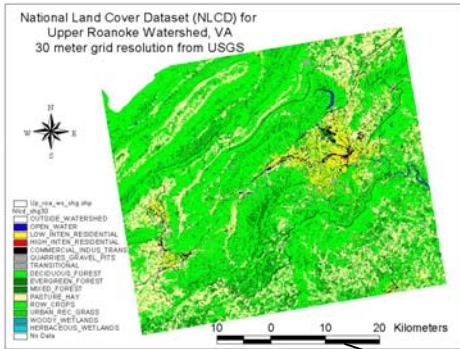 National Land Cover Dataset (NLCD) for
Upper Roanoke Watershed, VA
30 meter grid resolution from USGS
N
W E
S
Up_roa_ws_shg.shp
Nlcd_shg30
OUTSIDE_WATERSHED
OPEN_WATER
LOW_INTEN_RESIDENTIAL
HIGH_INTEN_RESIDENTIAL
COMMERCIAL_INDUS_TRANS
QUARRIES_GRAVEL_PITS
TRANSITIONAL
DECIDUOUS_FOREST
EVERGREEN_FOREST
MIXED_FOREST
PASTURE_HAY
ROW_CROPS
URBAN_REC_GRASS
WOODY_WETLANDS
HERBACEOUS_WETLANDS
No Data
10 0 10 20 Kilometers